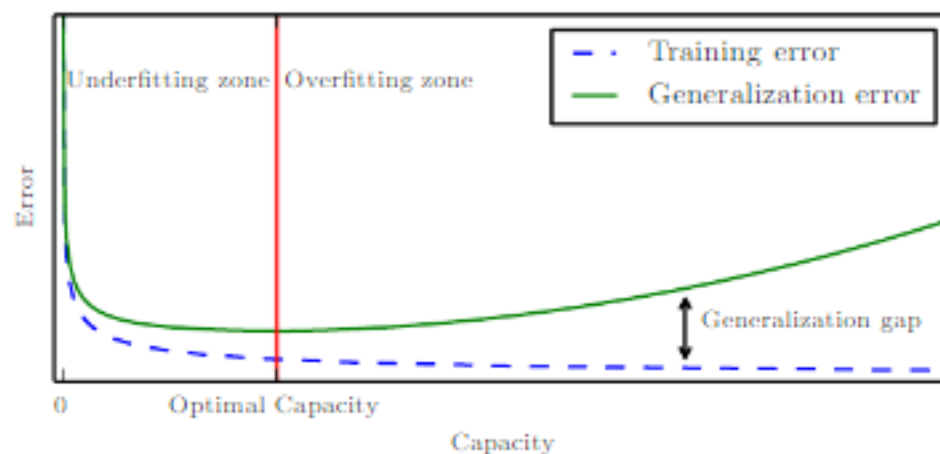 Training error
Generalization error
Underfitting zone
Overfitting zone
Error
Generalization gap
0
Optimal Capacity
Capacity